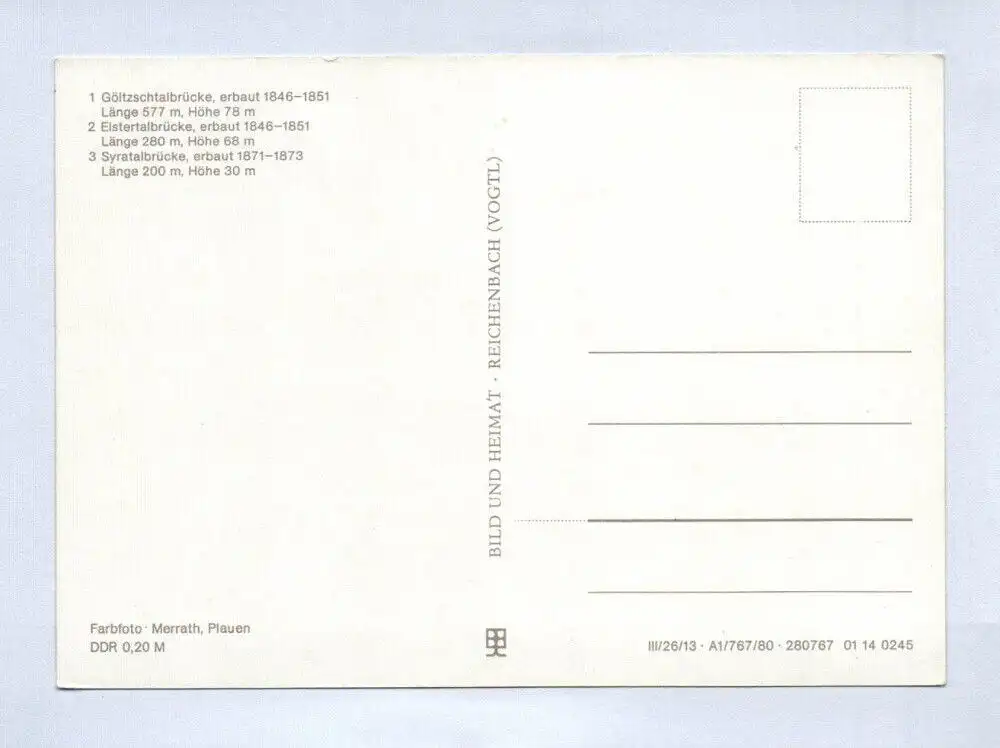 1 Göltzschtalbrücke, erbaut 1846–1851
Länge 577 m, Höhe 78 m
2 Elstertalbrücke, erbaut 1846–1851
Länge 280 m, Höhe 68 m
3 Syratalbrücke, erbaut 1871–1873
Länge 200 m, Höhe 30 m
BILD UND HEIMAT · REICHENBACH (VOGTL)
Farbfoto · Merrath, Plauen
DDR 0,20 M
III/26/13 · A1/767/80 · 280767 01 14 0245